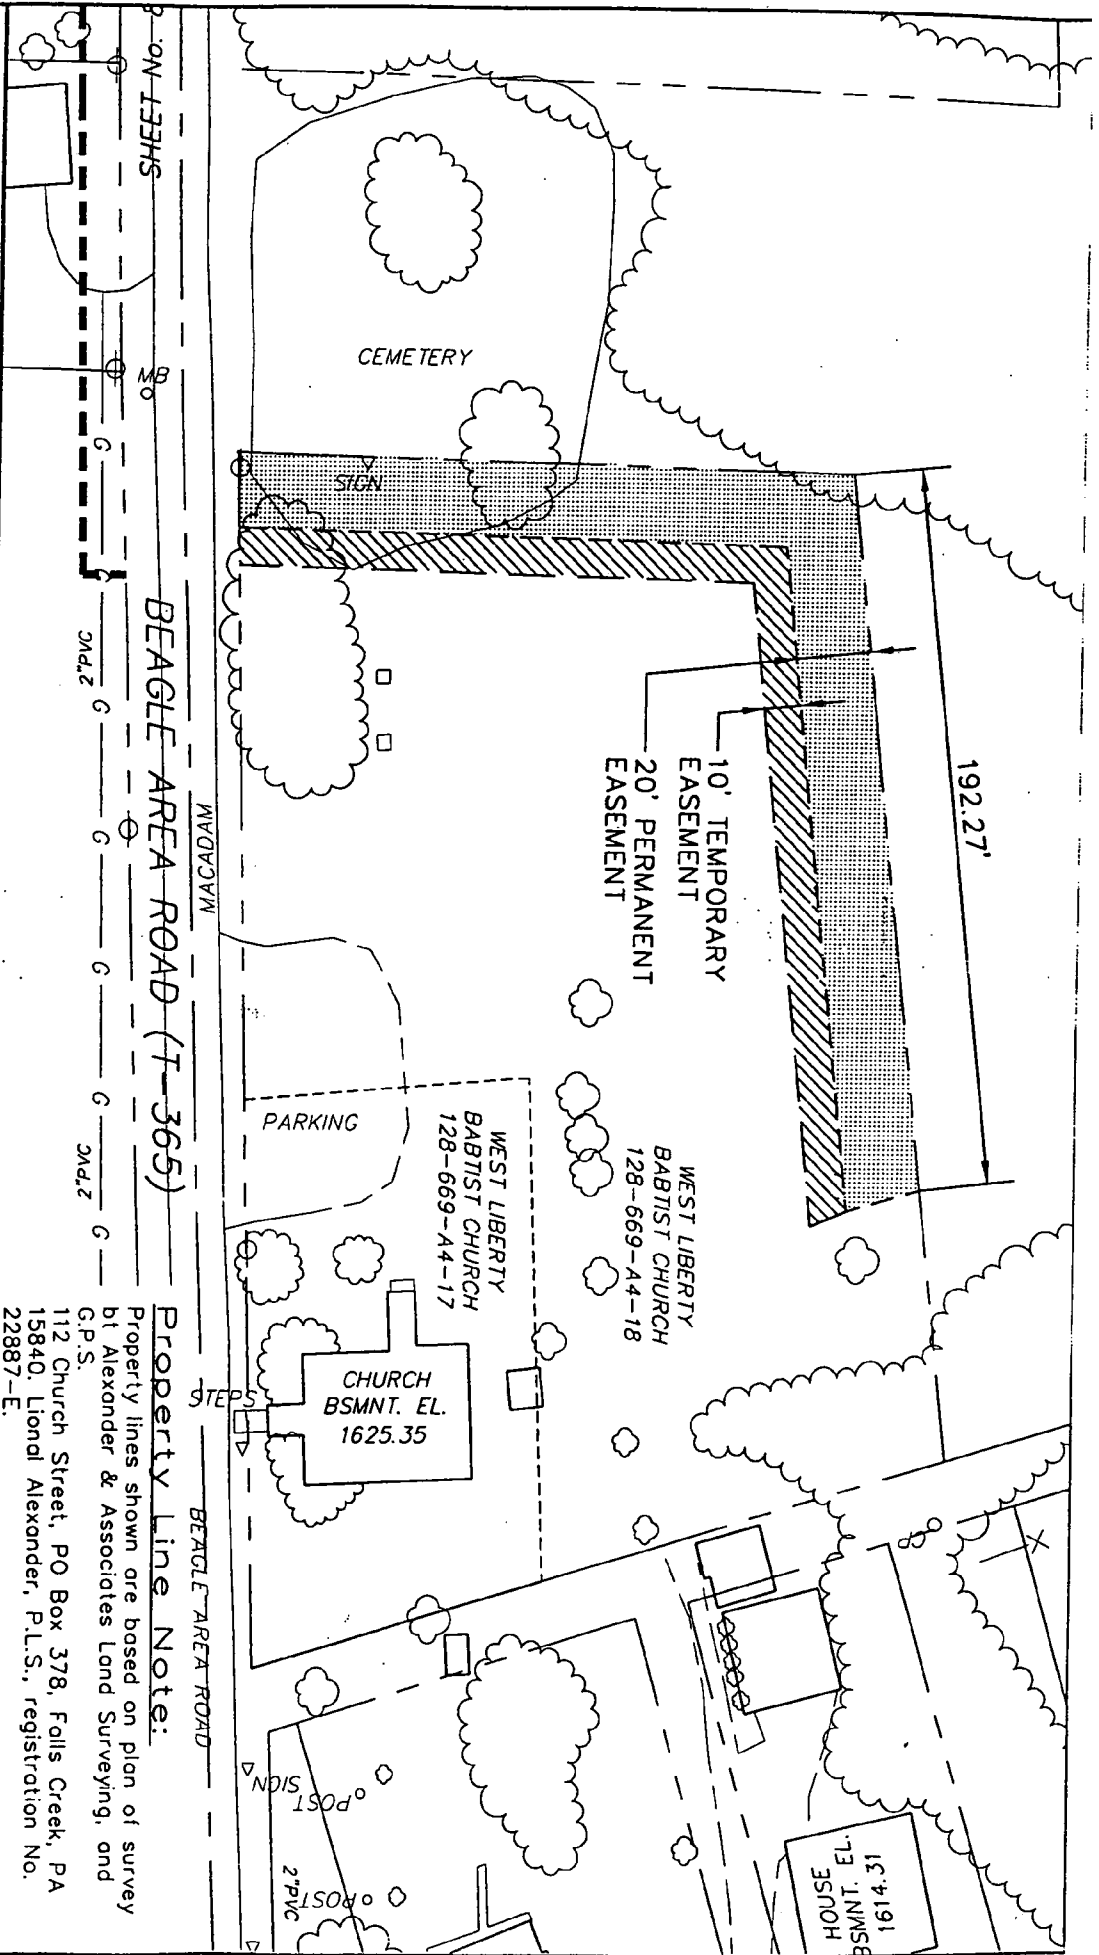 SHEET No. 8
MB
G
G
2"PVC
G
G
G
G
2"PVC
G
BEAGLE AREA ROAD (T-365)
MACADAM
BEAGLE AREA ROAD
CEMETERY
SIGN
192.27'
10' TEMPORARY
EASEMENT
20' PERMANENT
EASEMENT
PARKING
WEST LIBERTY
BABTIST CHURCH
128-669-A4-18
WEST LIBERTY
BABTIST CHURCH
128-669-A4-17
CHURCH
BSMNT. EL.
1625.35
STEPS
SIGN
POST
POST
2"PVC
HOUSE
BSMNT. EL.
1614.31
Property Line Note:
Property lines shown are based on plan of survey
bt Alexander & Associates Land Surveying, and
G.P.S.
112 Church Street, PO Box 378, Falls Creek, PA
15840. Lional Alexander, P.L.S., registration No.
22887-E.